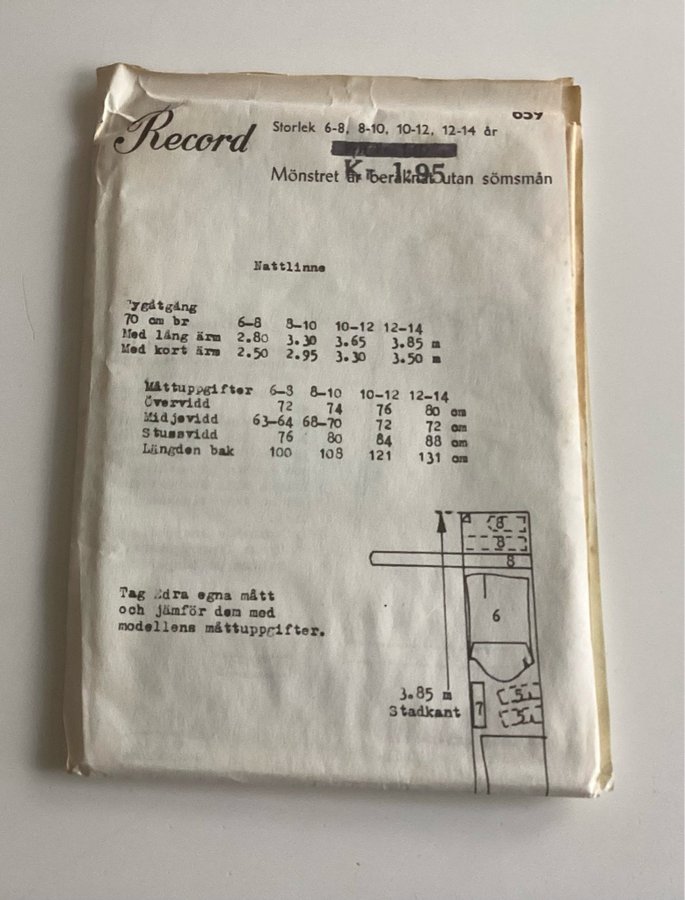 659
Record
Storlek 6-8, 8-10, 10-12, 12-14 år
Kr 1:95
Mönstret är beräknat utan sömsmån
Nattlinne
Tygåtgång
70 cm br 6-8 8-10 10-12 12-14
Med lång ärm 2.80 3.30 3.65 3.85 m
Med kort ärm 2.50 2.95 3.30 3.50 m
Måttuppgifter 6-8 8-10 10-12 12-14
Övervidd 72 74 76 80 cm
Midjevidd 63-64 68-70 72 72 cm
Stussvidd 76 80 84 88 cm
Längden bak 100 108 121 131 cm
8
8
8
6
Tag Edra egna mått
och jämför dem med
modellens måttuppgifter.
3.85 m
Stadkant
7
5
5